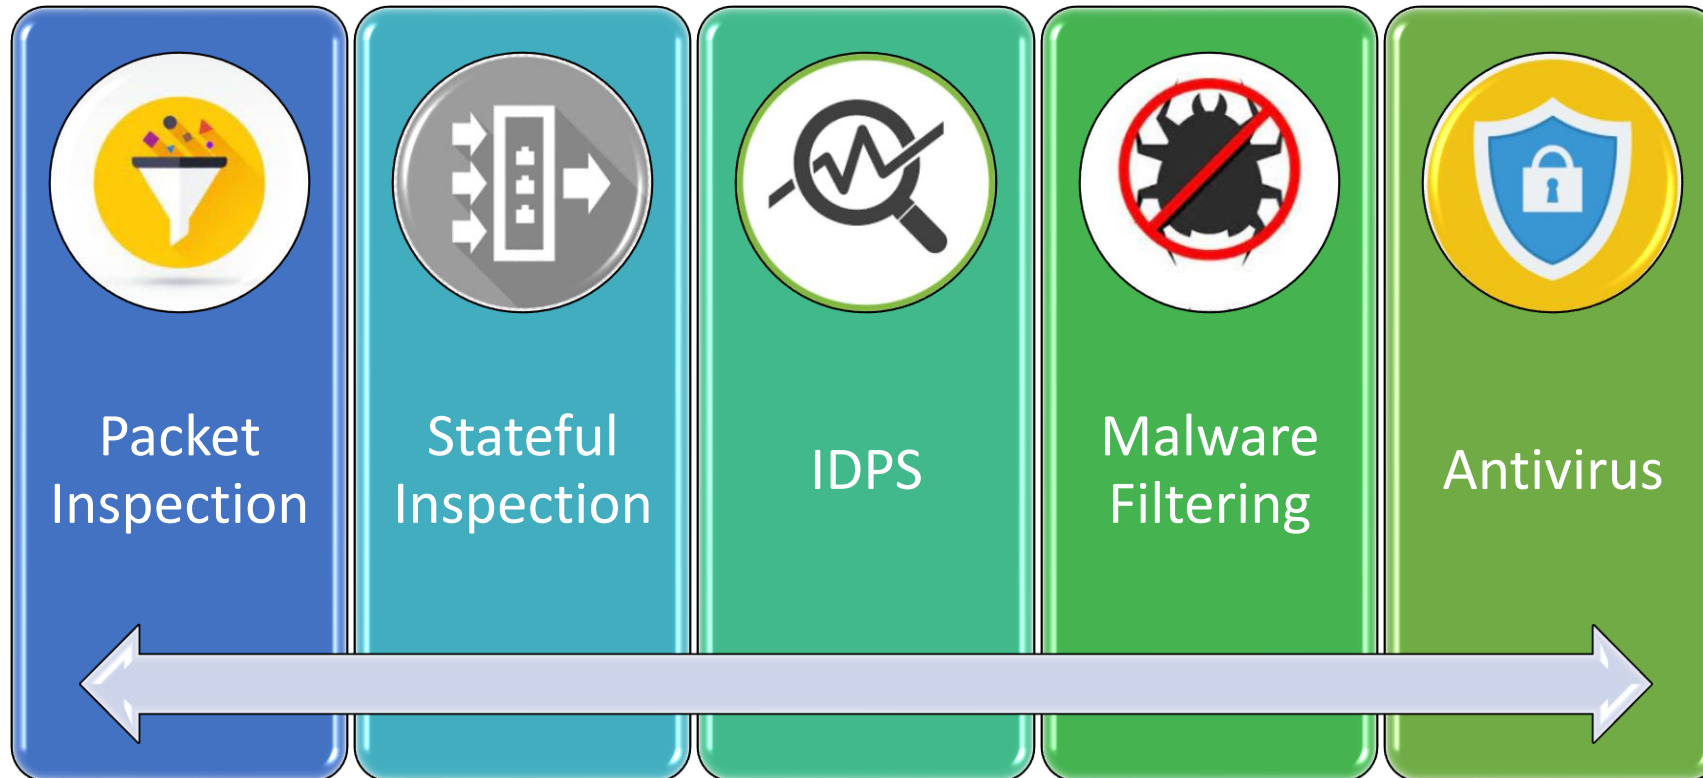 Packet
Inspection
Stateful
Inspection
IDPS
Malware
Filtering
Antivirus